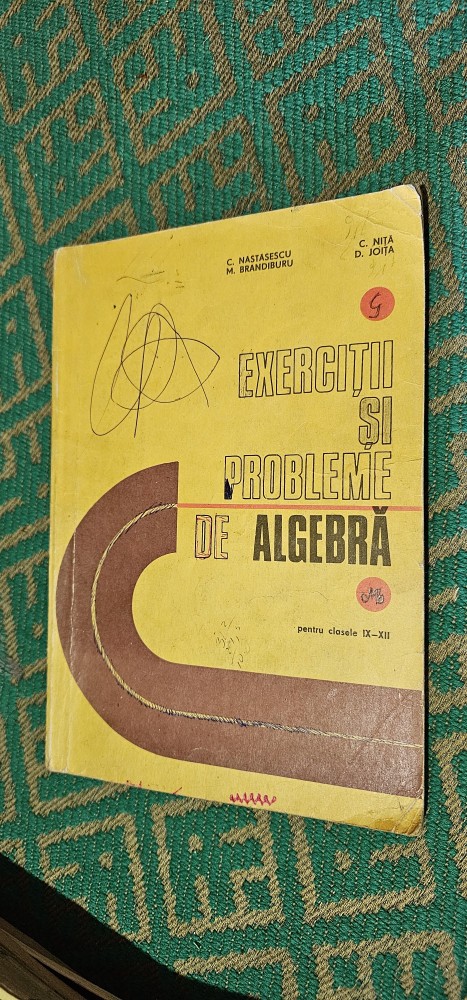 C. NASTASESCU
M. BRANDIBURU
C. NIȚĂ
D. JOIȚA
EXERCIȚII
ȘI
PROBLEME
DE ALGEBRĂ
pentru clasele IX–XII